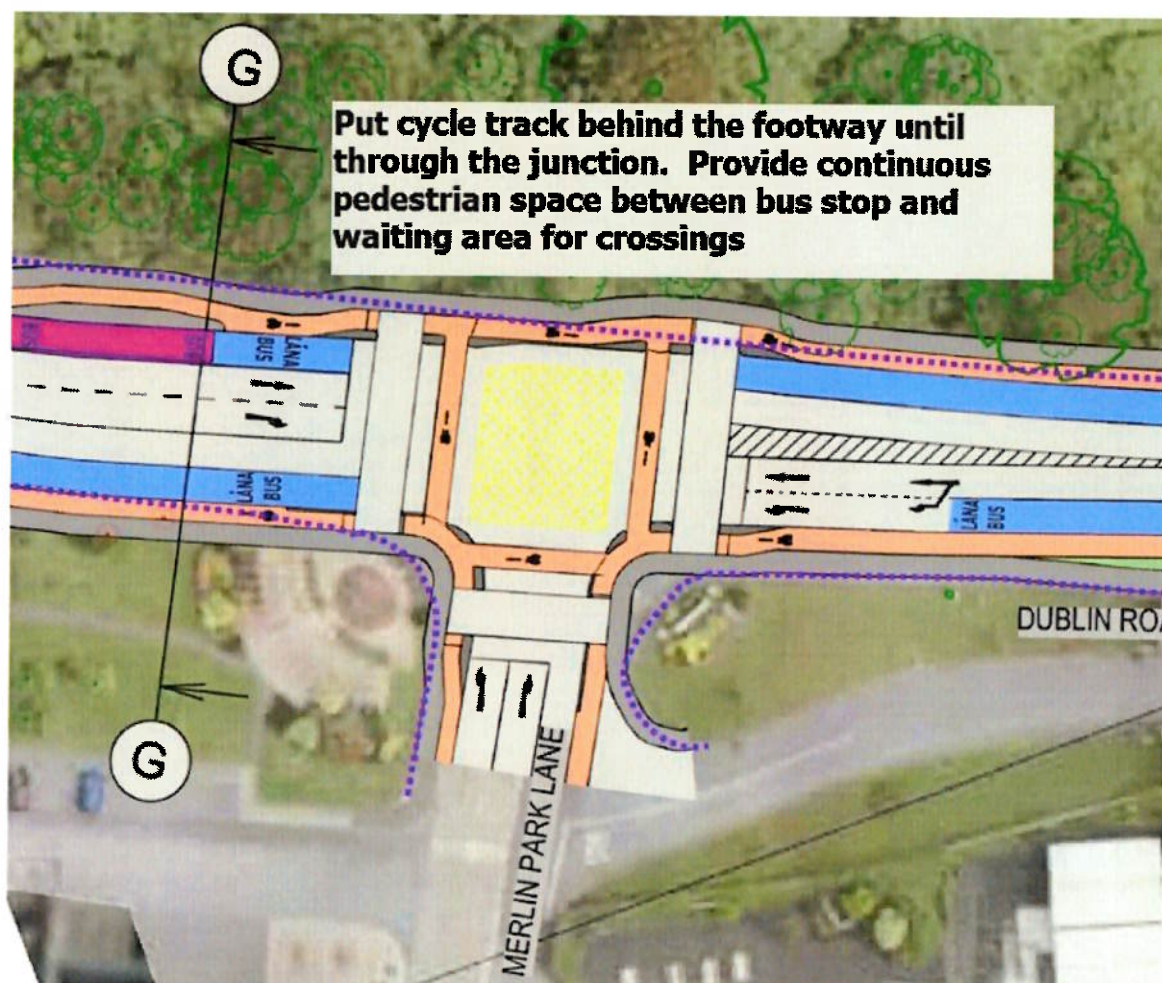 G
Put cycle track behind the footway until
through the junction. Provide continuous
pedestrian space between bus stop and
waiting area for crossings
LÁNA
BUS
LÁNA
BUS
LÁNA
BUS
DUBLIN ROA
MERLIN PARK LANE
G